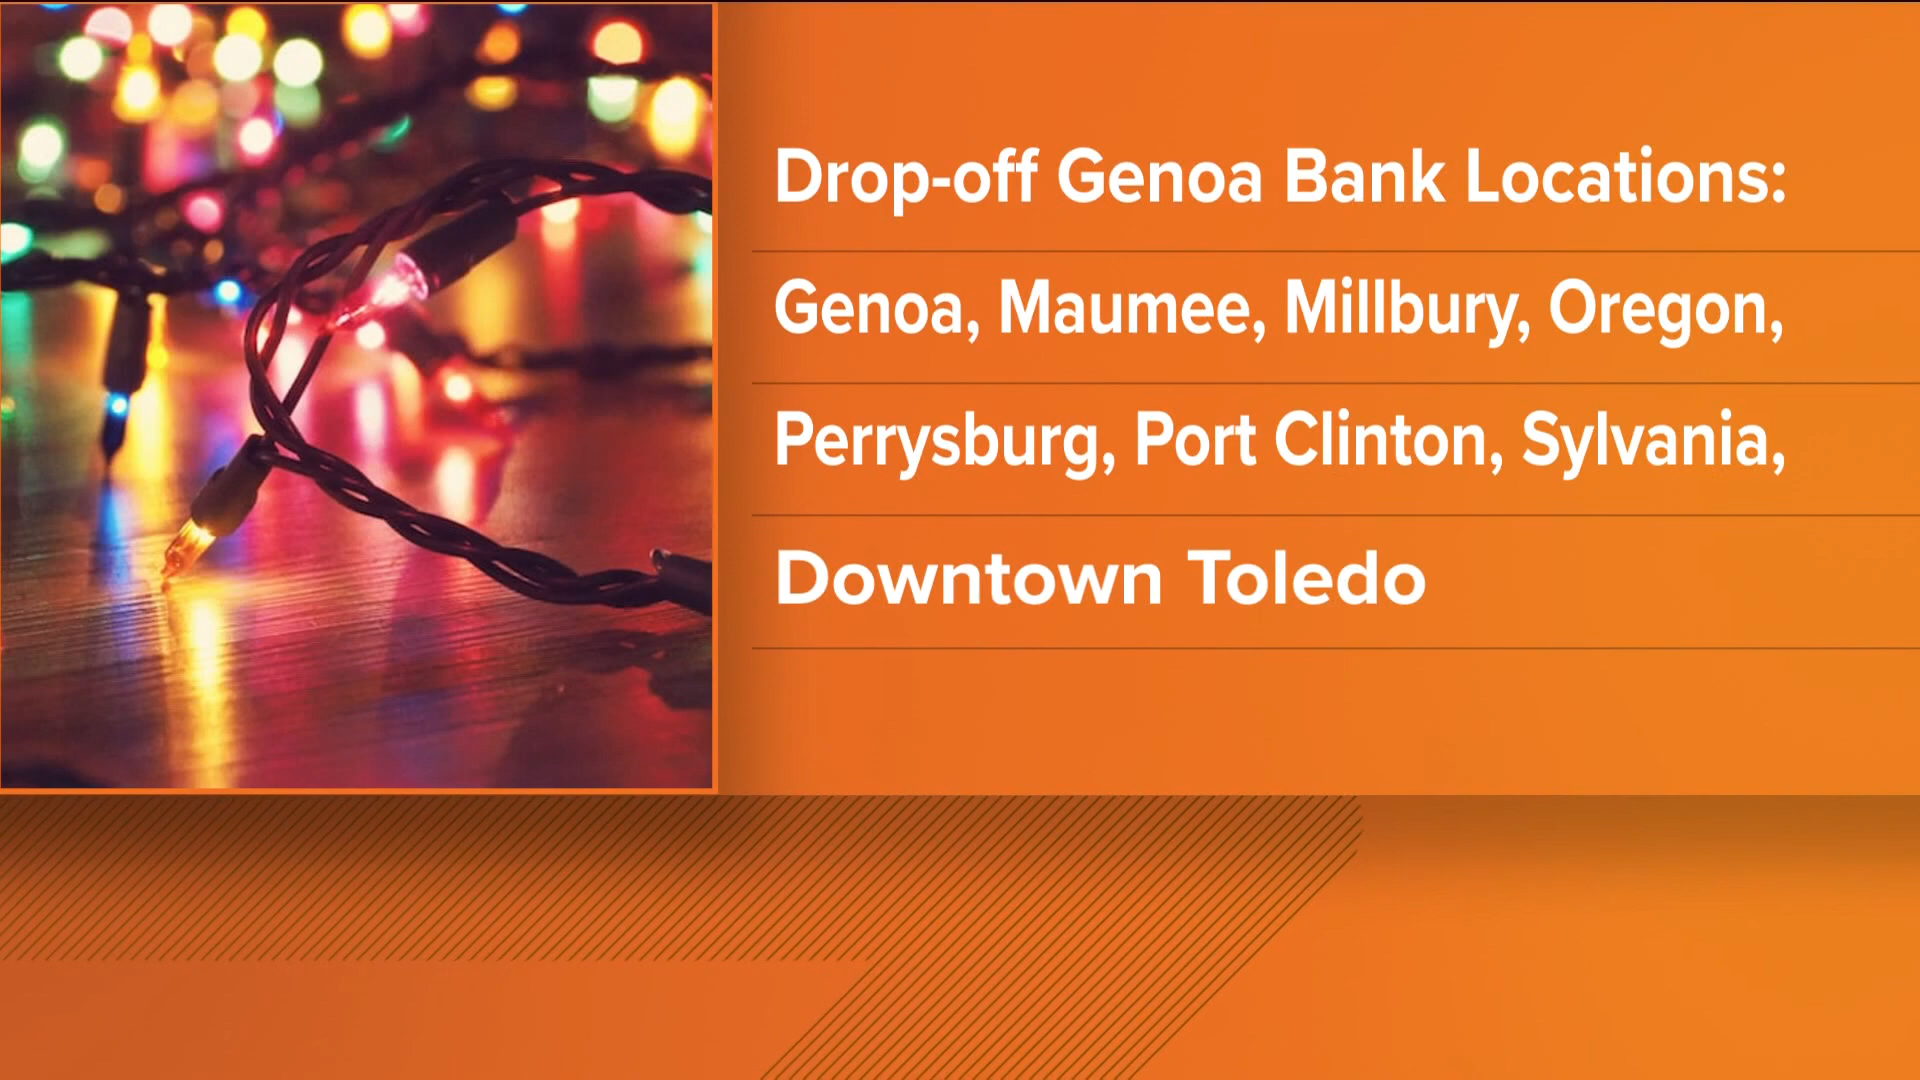 Drop-off Genoa Bank Locations:
Genoa, Maumee, Millbury, Oregon,
Perrysburg, Port Clinton, Sylvania,
Downtown Toledo